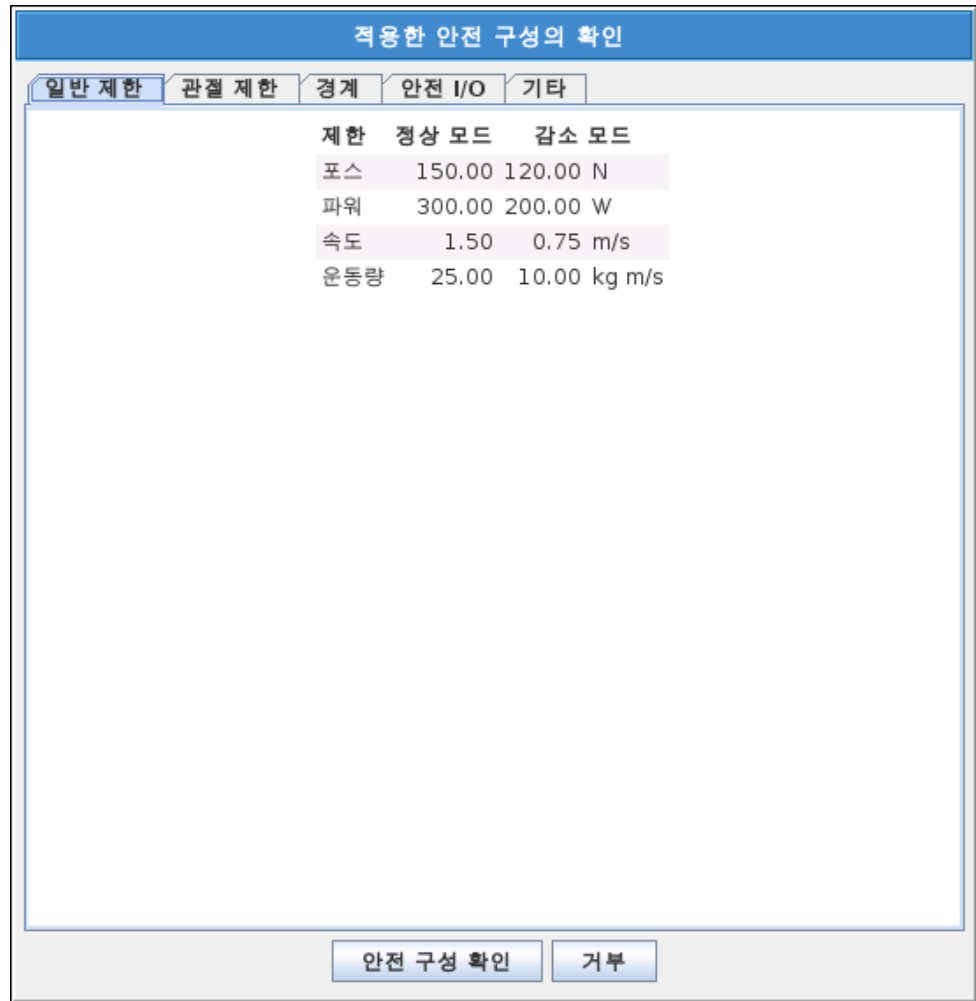 적용한 안전 구성의 확인
일반 제한 관절 제한 경계 안전 I/O 기타
제한 정상 모드 감소 모드
포스 150.00 120.00 N
파워 300.00 200.00 W
속도 1.50 0.75 m/s
운동량 25.00 10.00 kg m/s
안전 구성 확인 거부